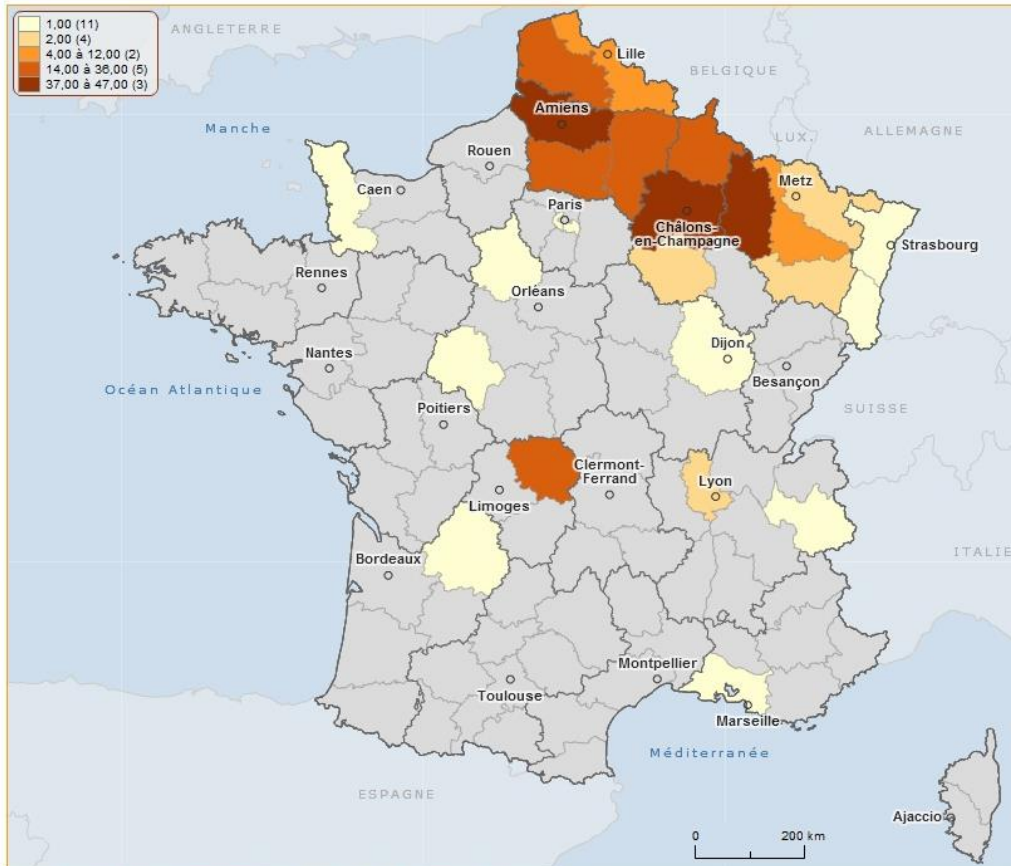 1,00 (11)
2,00 (4)
4,00 à 12,00 (2)
14,00 à 36,00 (5)
37,00 à 47,00 (3)
ANGLETERRE
Lille
BELGIQUE
Manche
Amiens
LUX.
ALLEMAGNE
Rouen
Metz
Caen
Paris
Châlons-
en-Champagne
Strasbourg
Rennes
Orléans
Dijon
Nantes
Besançon
Océan Atlantique
Poitiers
SUISSE
Clermont-
Ferrand
Lyon
Limoges
Bordeaux
ITALIE
Montpellier
Toulouse
Marseille
Méditerranée
ESPAGNE
Ajaccio
0 200 km